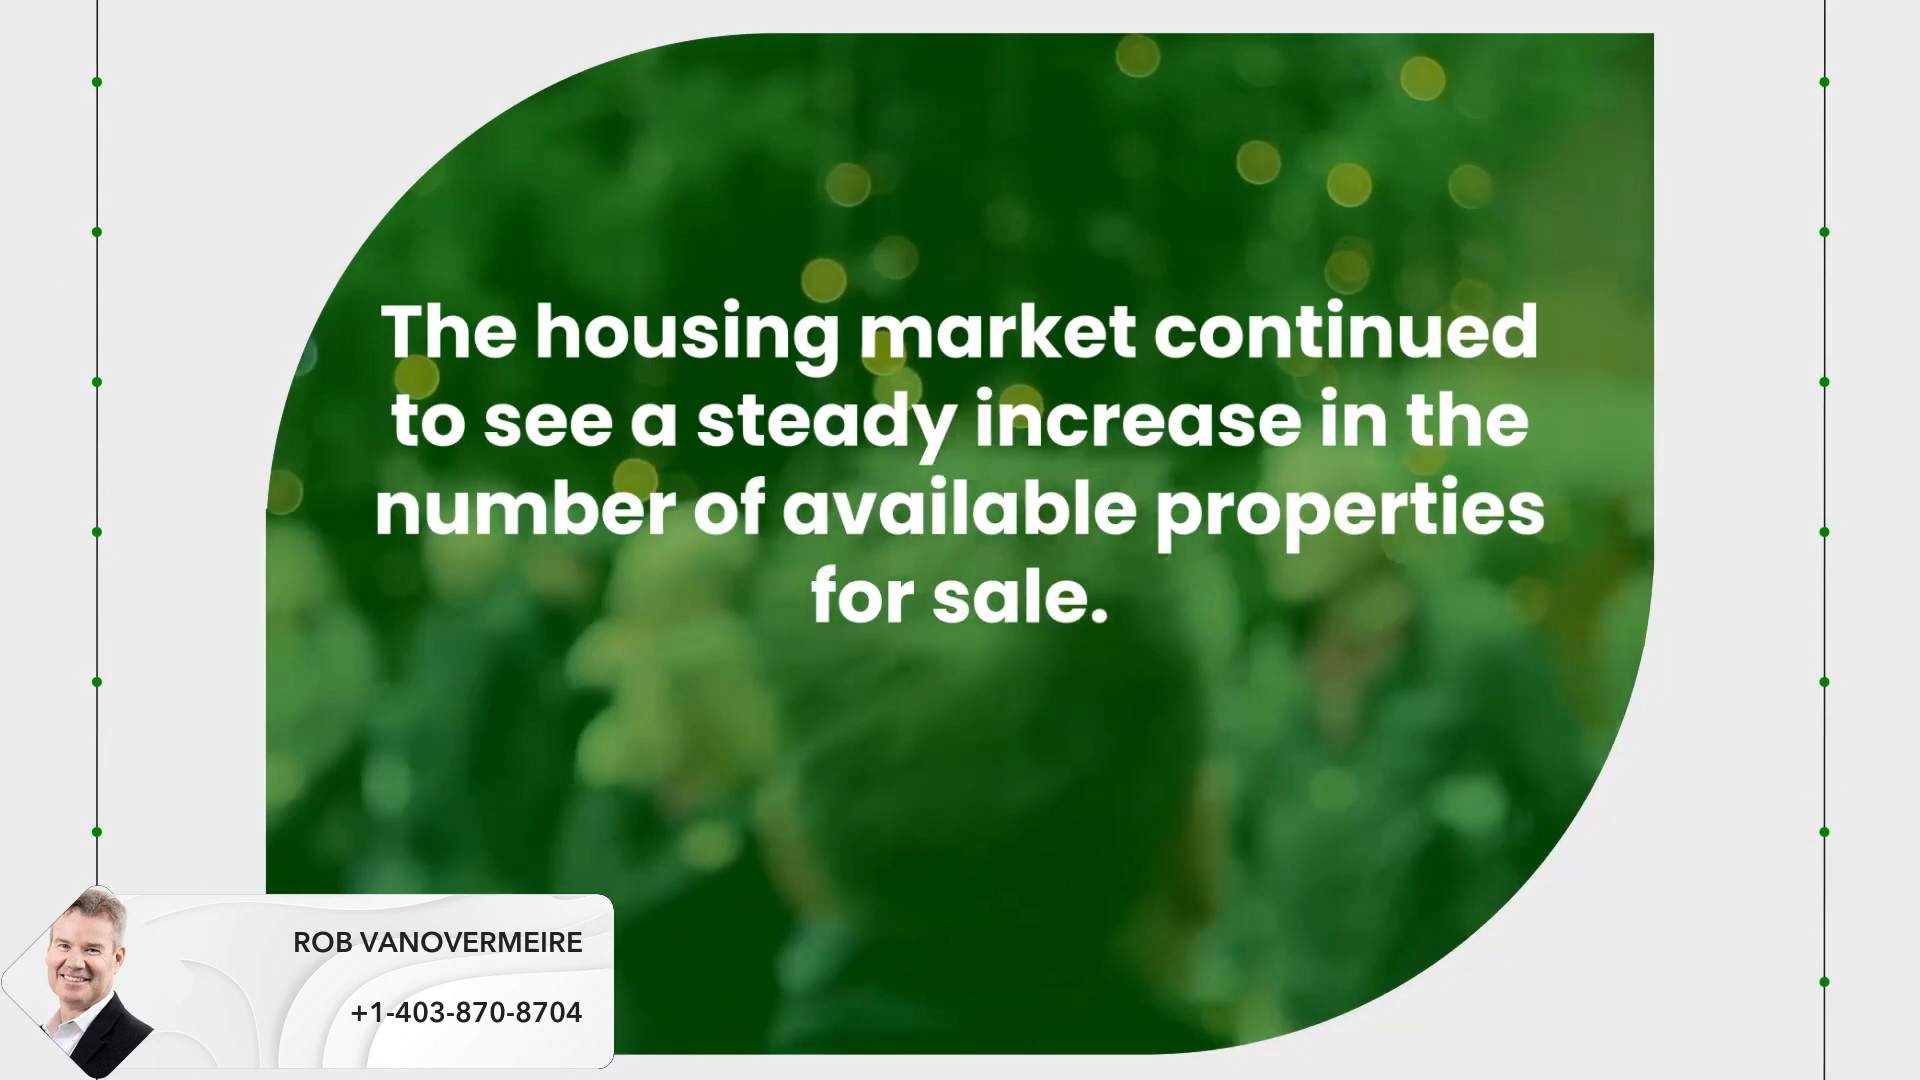 The housing market continued
to see a steady increase in the
number of available properties
for sale.
ROB VANOVERMEIRE
+1-403-870-8704